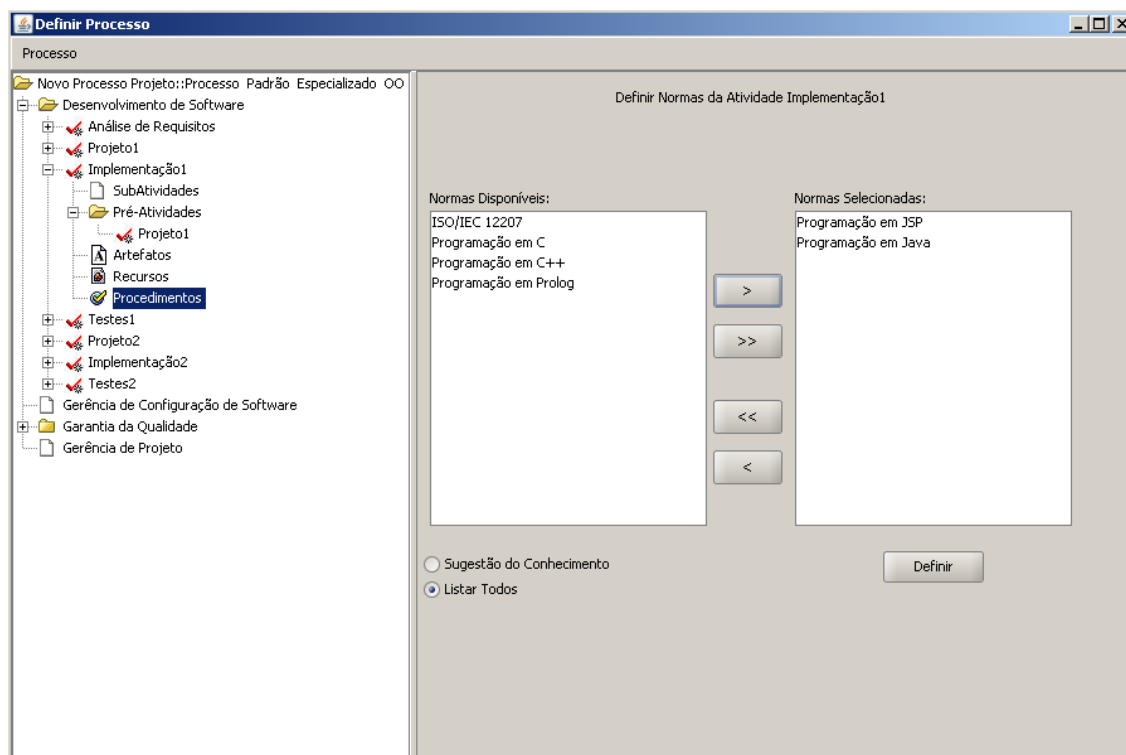 Definir Processo
Processo
Novo Processo Projeto::Processo Padrão Especializado OO
Desenvolvimento de Software
Análise de Requisitos
Projeto1
Implementação1
SubAtividades
Pré-Atividades
Projeto1
Artefatos
Recursos
Procedimentos
Testes1
Projeto2
Implementação2
Testes2
Gerência de Configuração de Software
Garantia da Qualidade
Gerência de Projeto
Definir Normas da Atividade Implementação1
Normas Disponíveis:
ISO/IEC 12207
Programação em C
Programação em C++
Programação em Prolog
>
>>
<<
<
Normas Selecionadas:
Programação em JSP
Programação em Java
Sugestão do Conhecimento
Listar Todos
Definir